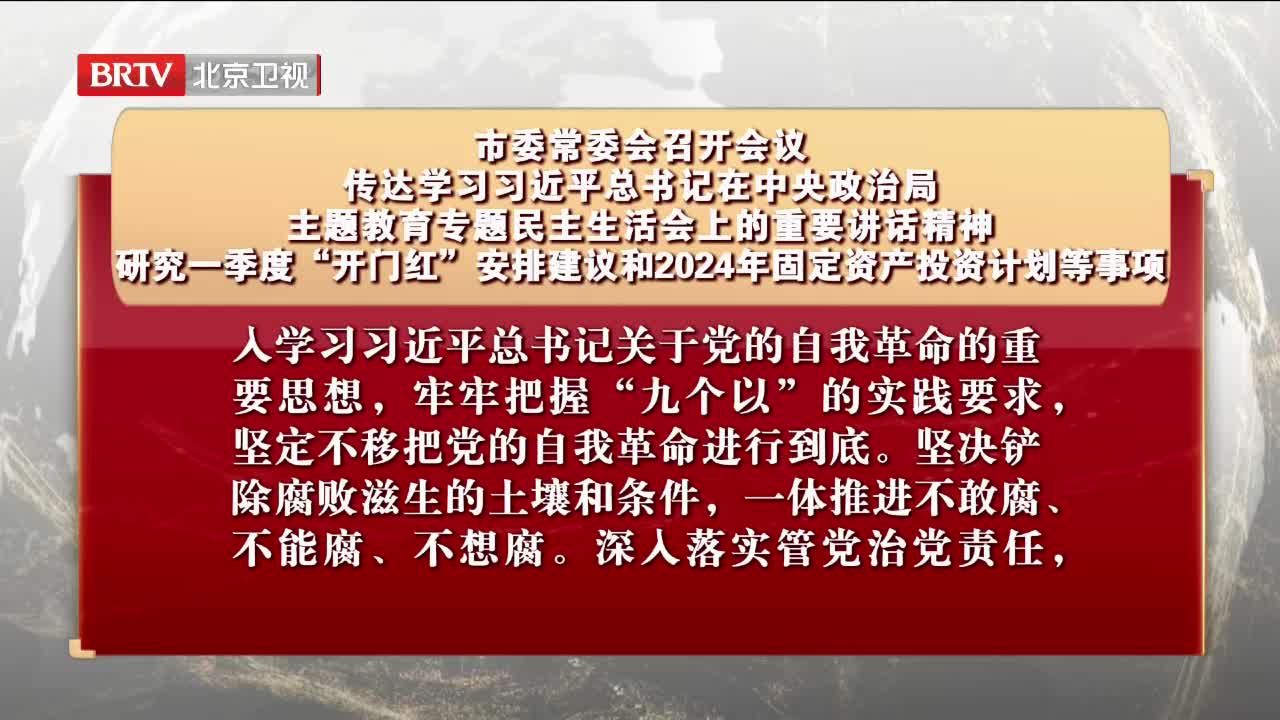 BRTV 北京卫视
市委常委会召开会议
传达学习习近平总书记在中央政治局
主题教育专题民主生活会上的重要讲话精神
研究一季度“开门红”安排建议和2024年固定资产投资计划等事项
入学习习近平总书记关于党的自我革命的重
要思想，牢牢把握“九个以”的实践要求，
坚定不移把党的自我革命进行到底。坚决铲
除腐败滋生的土壤和条件，一体推进不敢腐、
不能腐、不想腐。深入落实管党治党责任，